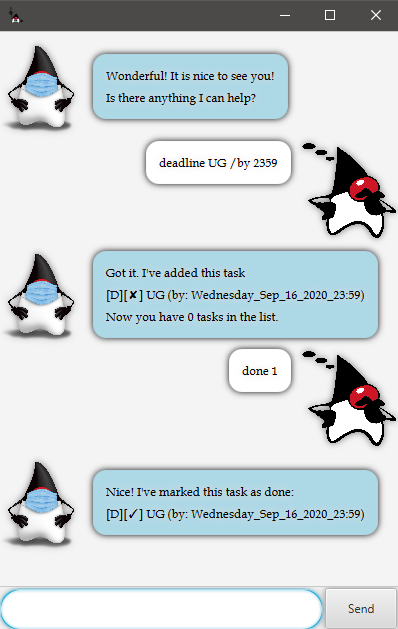 Wonderful! It is nice to see you!
Is there anything I can help?
deadline UG /by 2359
Got it. I've added this task
[D][✘] UG (by: Wednesday_Sep_16_2020_23:59)
Now you have 0 tasks in the list.
done 1
Nice! I've marked this task as done:
[D][✓] UG (by: Wednesday_Sep_16_2020_23:59)
Send